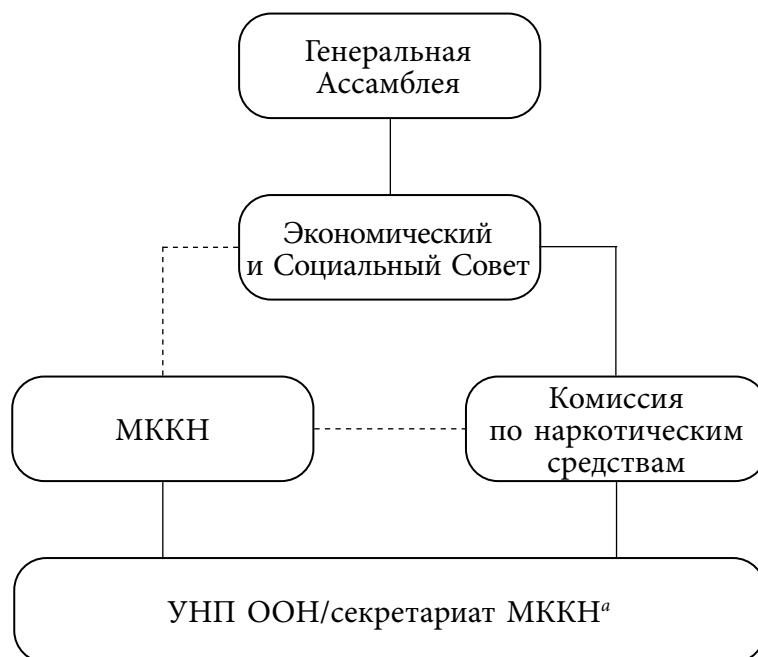 Генеральная
Ассамблея
Экономический
и Социальный Совет
МККН
Комиссия
по наркотическим
средствам
УНП ООН/секретариат МККНª